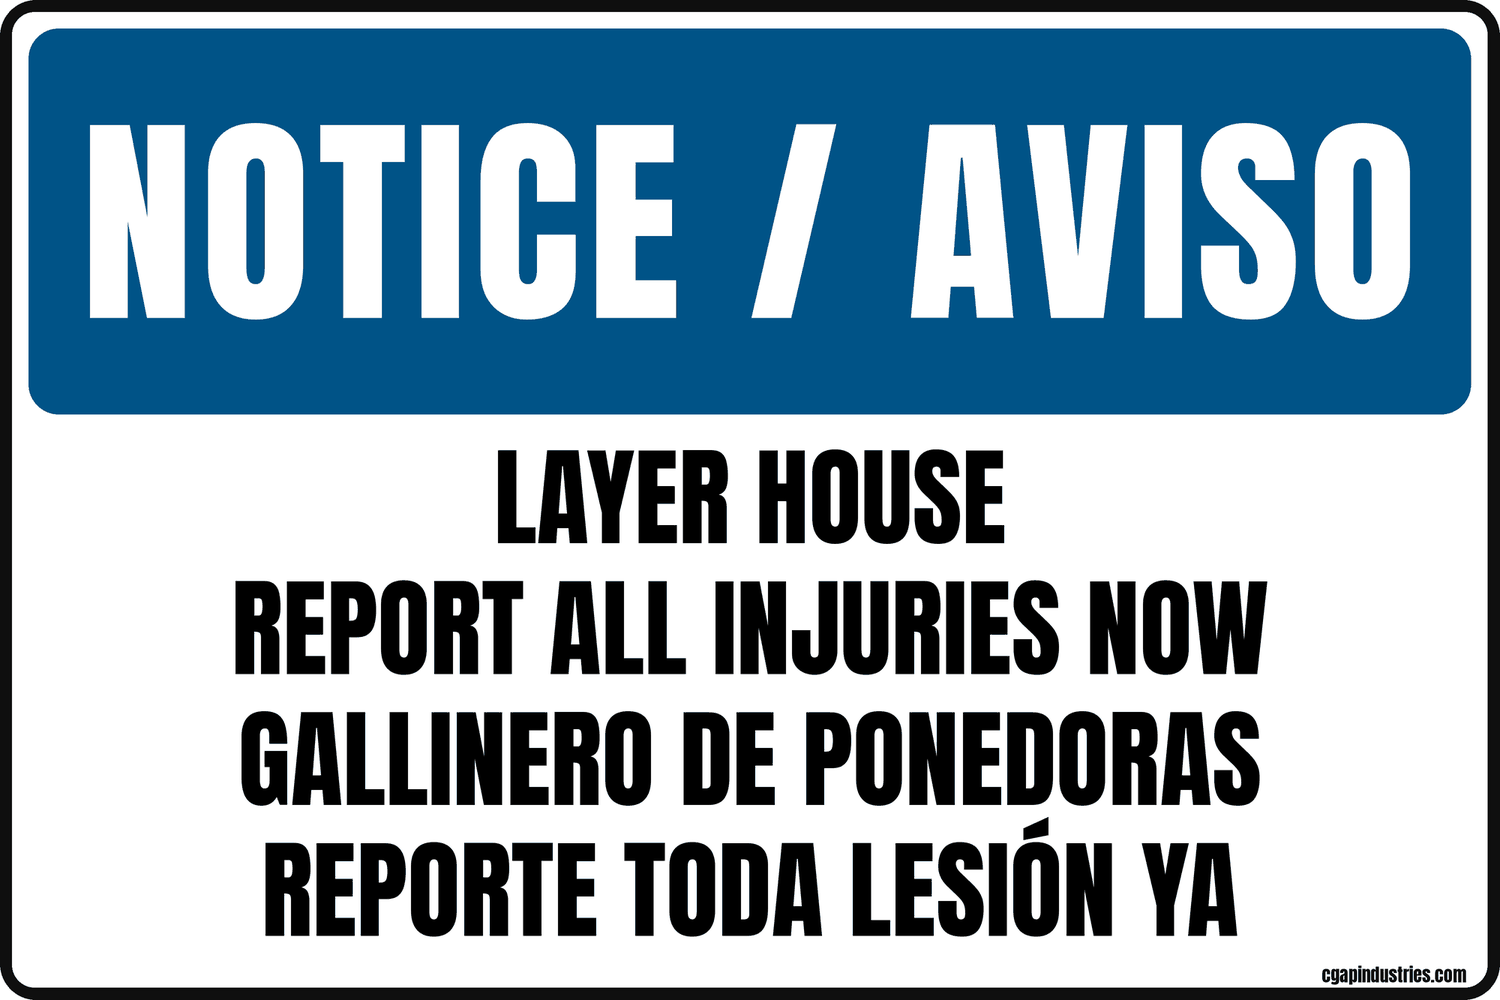 NOTICE / AVISO
LAYER HOUSE
REPORT ALL INJURIES NOW
GALLINERO DE PONEDORAS
REPORTE TODA LESIÓN YA
cgapindustries.com